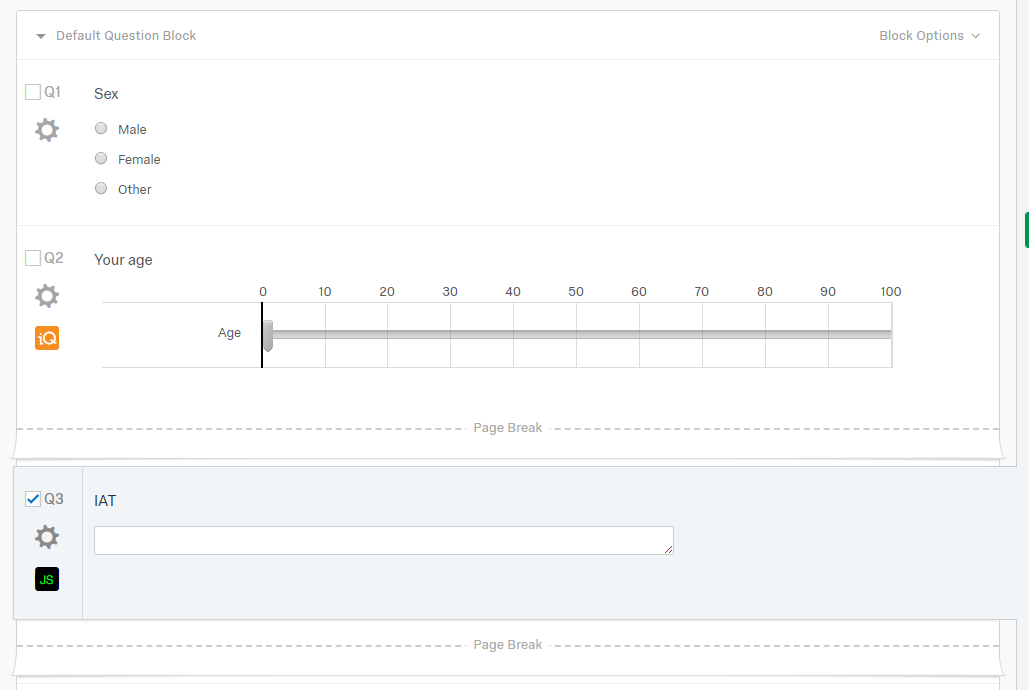 Default Question Block Block Options
Q1 Sex
Male
Female
Other
Q2 Your age
0 10 20 30 40 50 60 70 80 90 100
iQ Age
Page Break
Q3 IAT
JS
Page Break